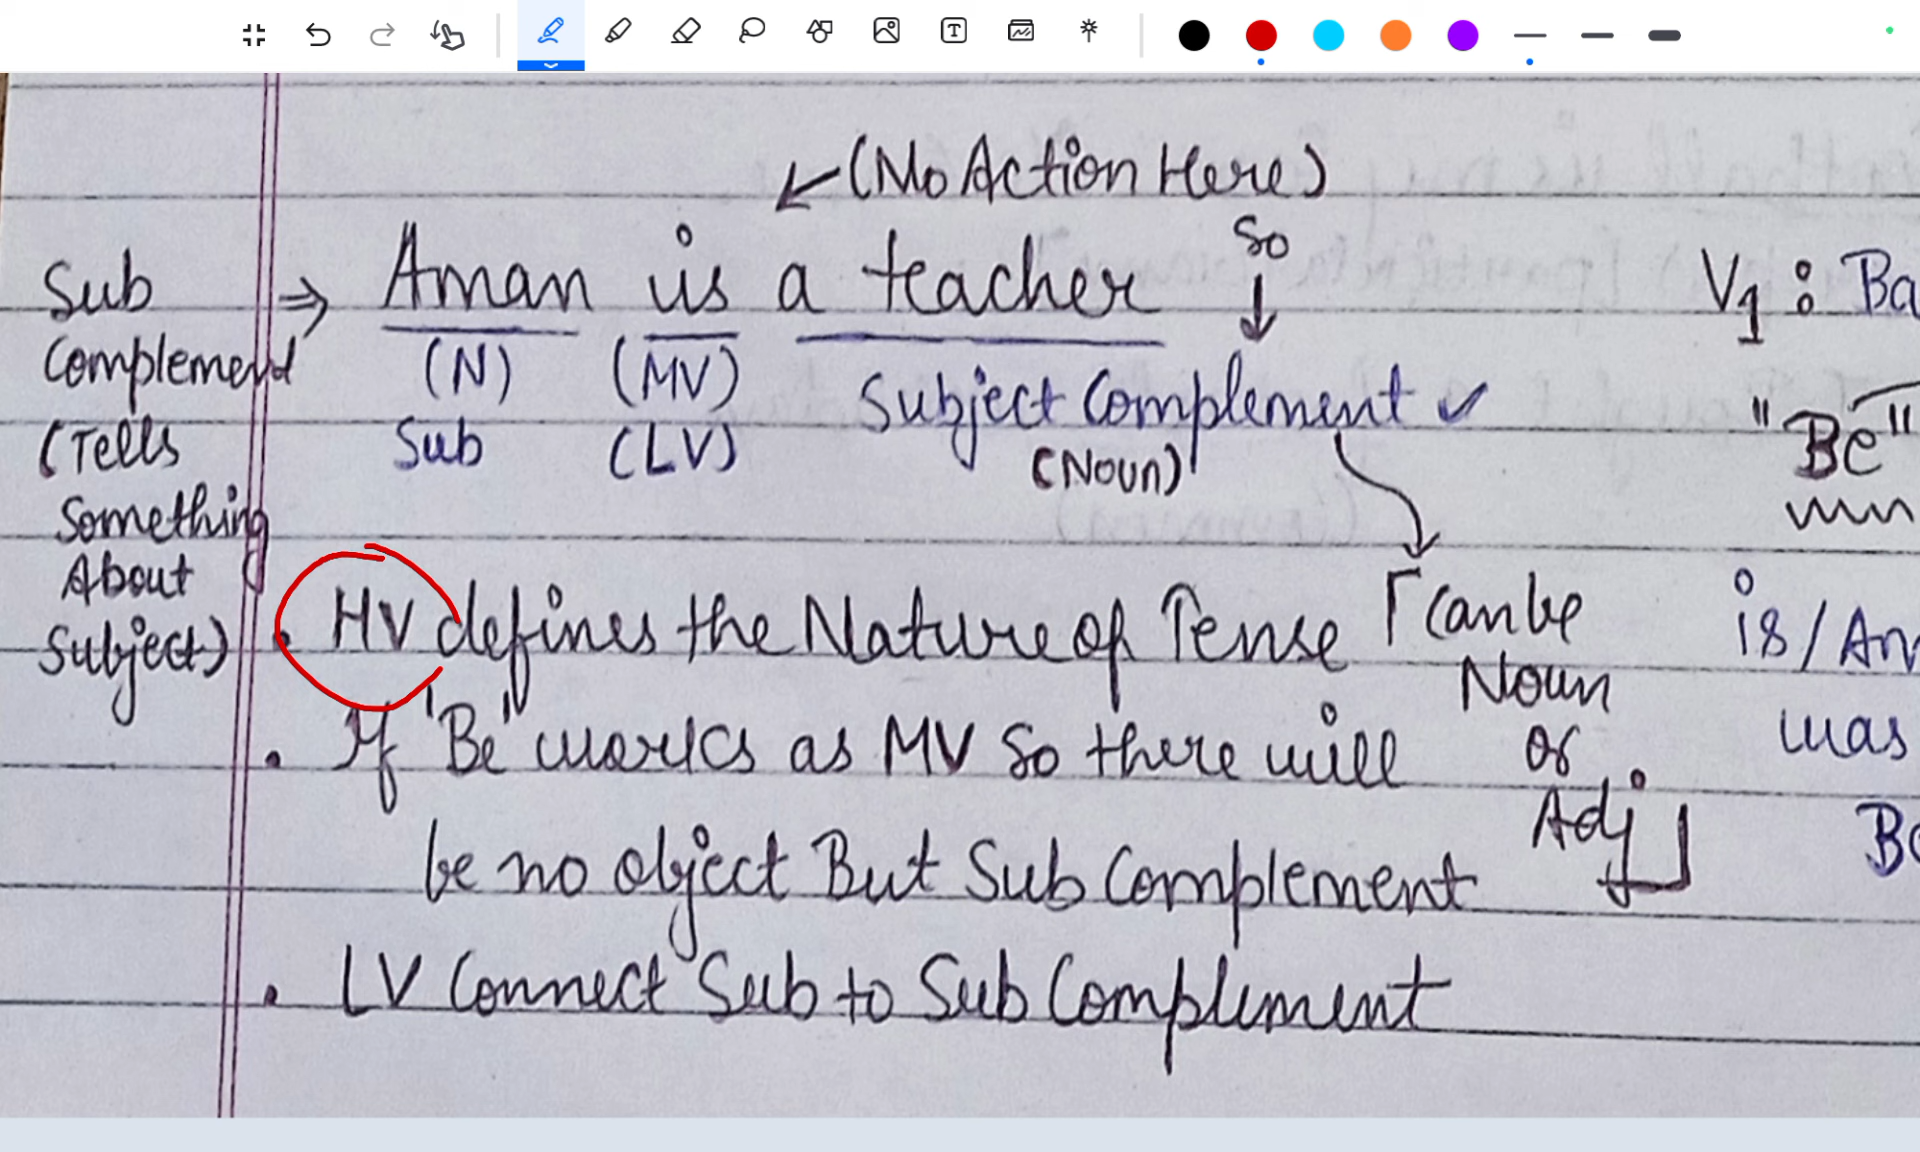 (No Action Here)
So
Sub ⇒ Aman is a teacher
V1 : Ba
Complement (N) (MV) Subject Complement ✓
"Be"
(Tells Sub (LV) (Noun)
Something
About
Subject)
• HV defines the Nature of Tense [can be
Noun
is/Am
• If 'Be' works as MV So there will or
was
Adj]
be no object But Sub Complement
• LV Connect Sub to Sub Complement